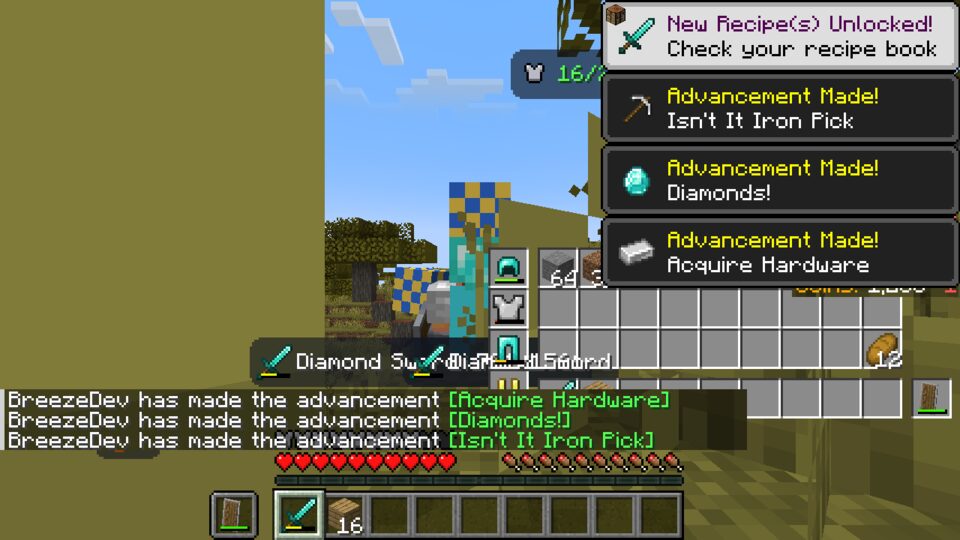 New Recipe(s) Unlocked!
Check your recipe book
16/
Advancement Made!
Isn't It Iron Pick
Advancement Made!
Diamonds!
Advancement Made!
Acquire Hardware
64
12
Diamond
BreezeDev has made the advancement [Acquire Hardware]
BreezeDev has made the advancement [Diamonds!]
BreezeDev has made the advancement [Isn't It Iron Pick]
16